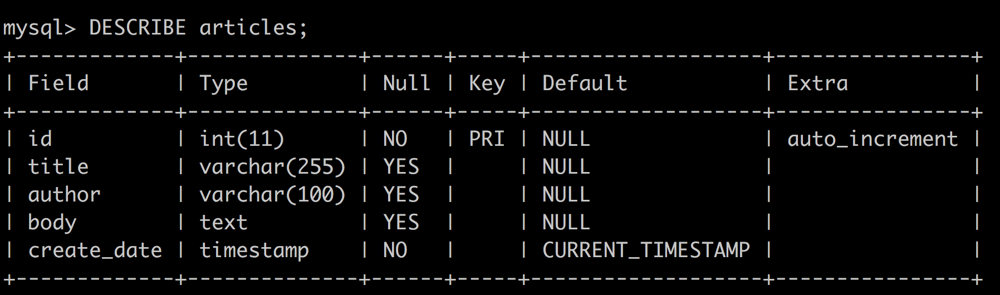 mysql> DESCRIBE articles;
+-------------+--------------+------+-----+-------------------+----------------+
| Field       | Type         | Null | Key | Default           | Extra          |
+-------------+--------------+------+-----+-------------------+----------------+
| id          | int(11)      | NO   | PRI | NULL              | auto_increment |
| title       | varchar(255) | YES  |     | NULL              |                |
| author      | varchar(100) | YES  |     | NULL              |                |
| body        | text         | YES  |     | NULL              |                |
| create_date | timestamp    | NO   |     | CURRENT_TIMESTAMP |                |
+-------------+--------------+------+-----+-------------------+----------------+